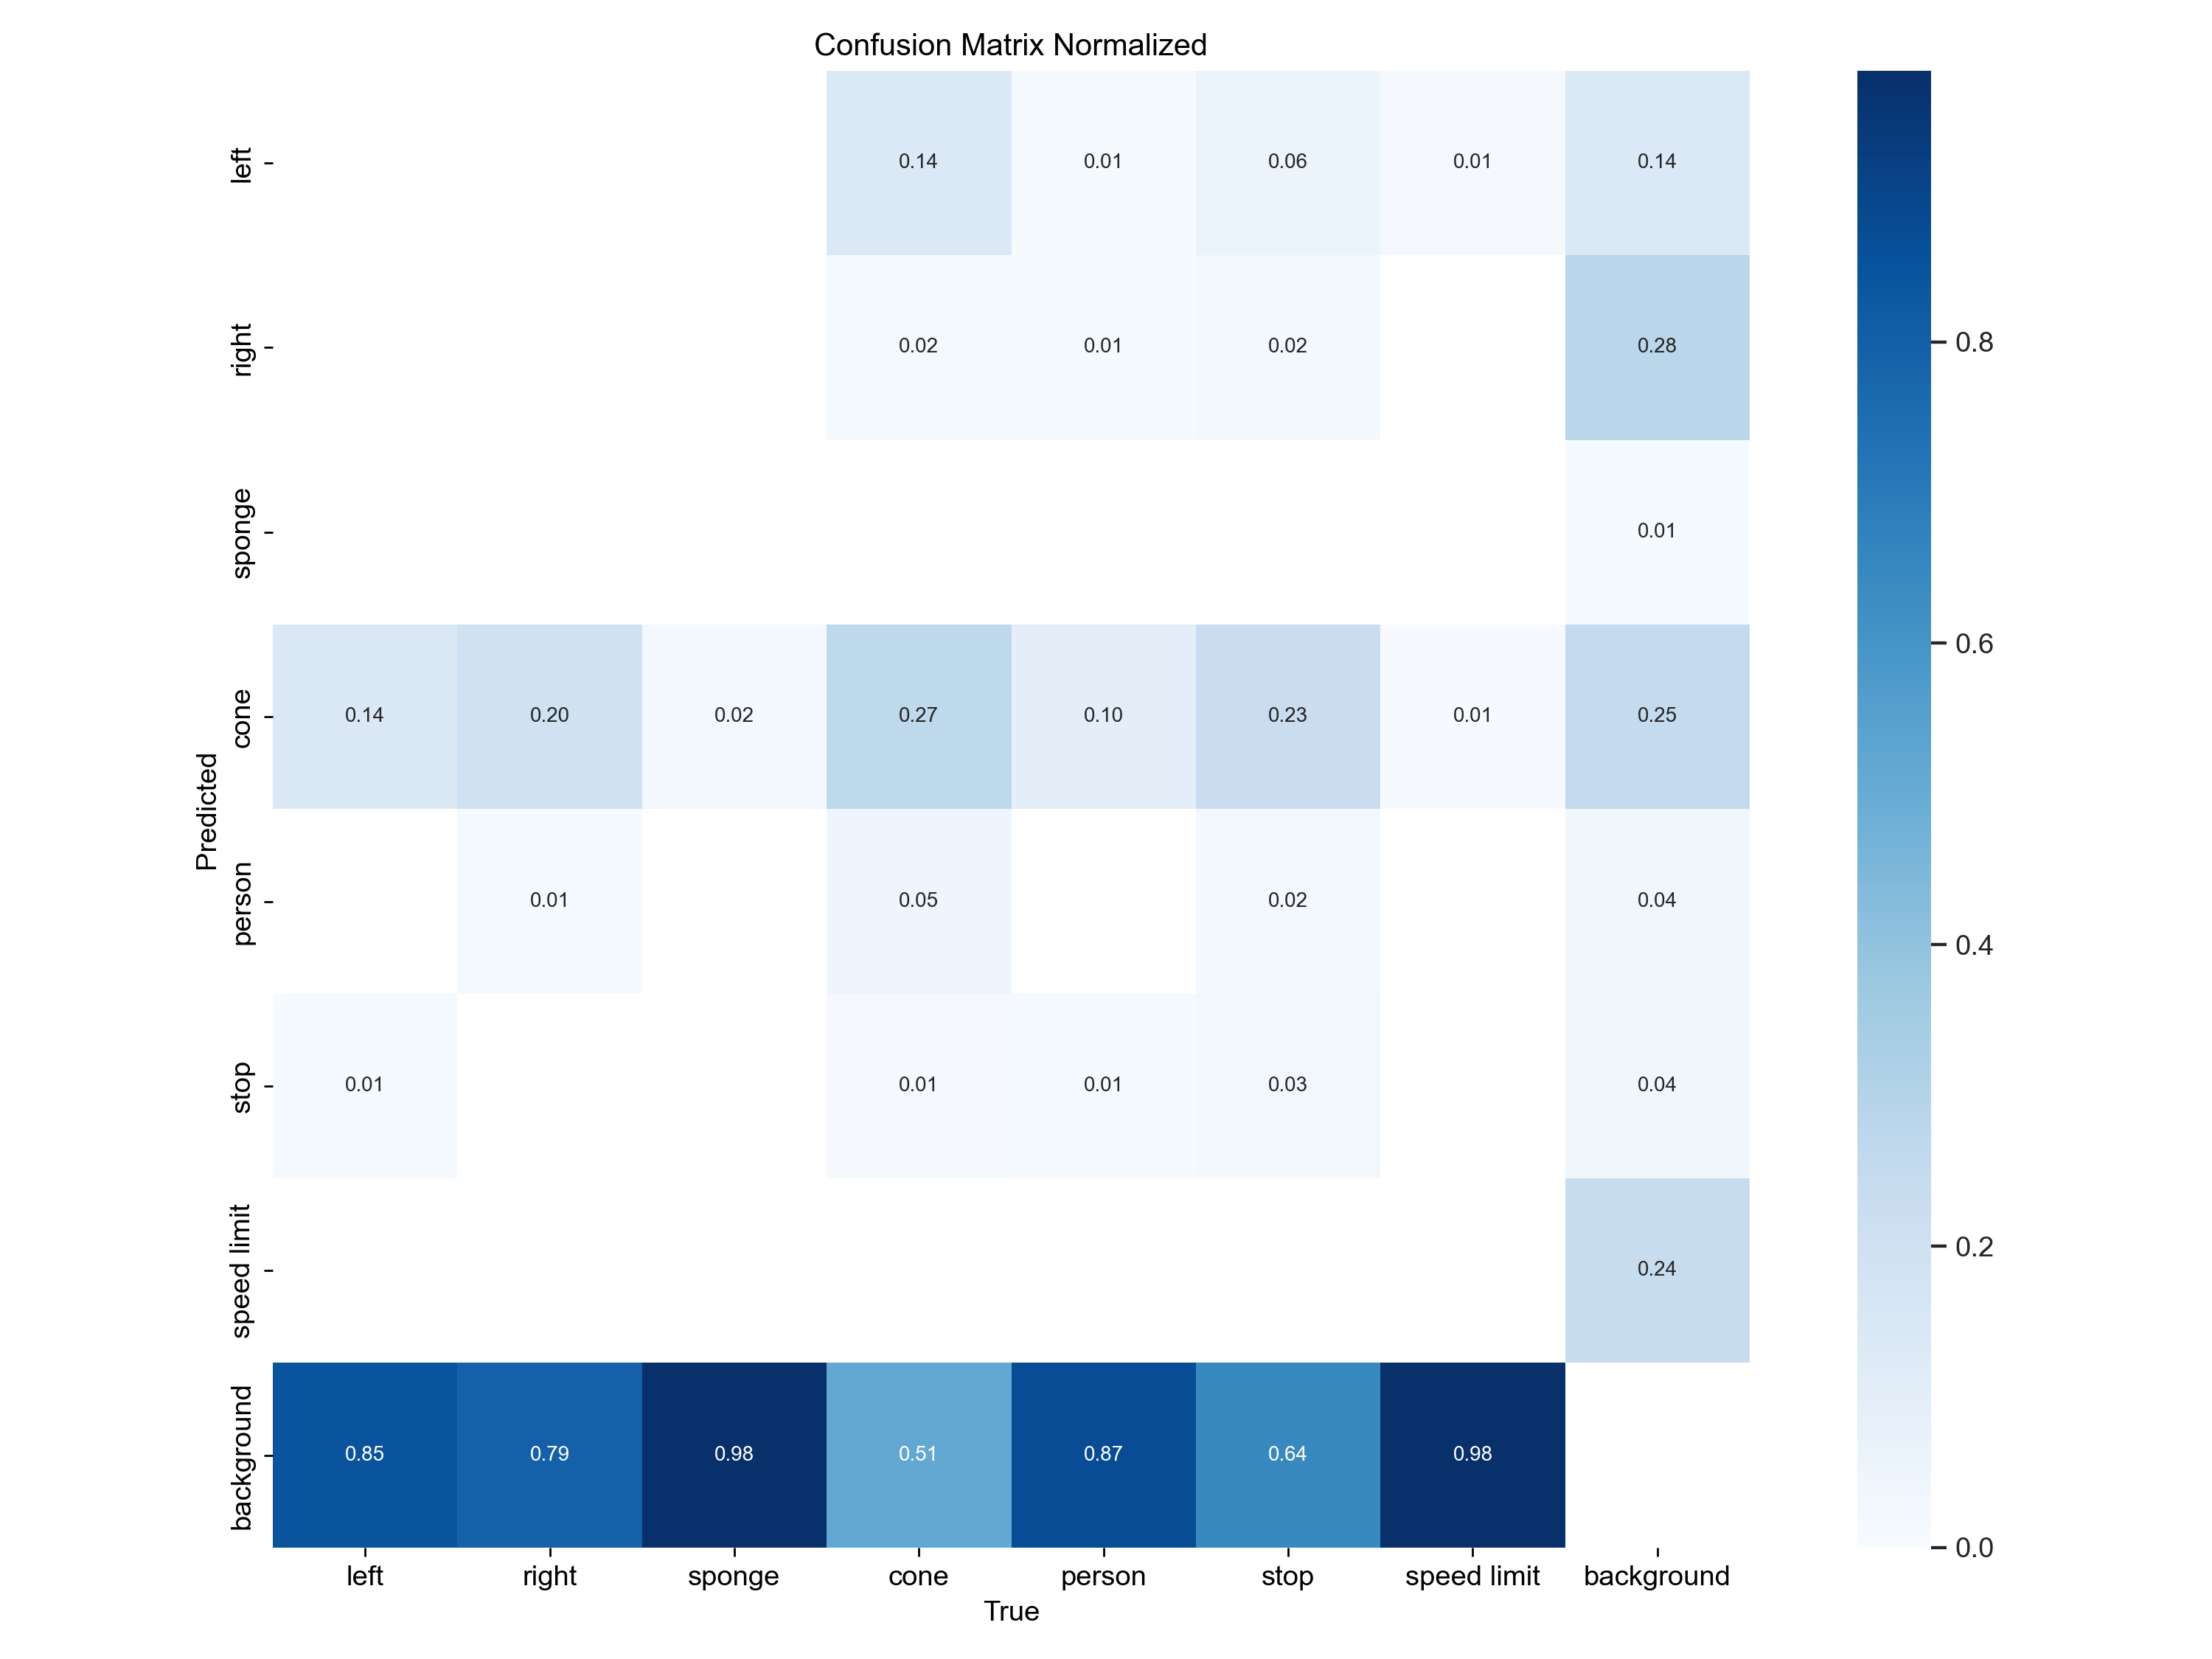 Confusion Matrix Normalized
left 0.14 0.01 0.06 0.01 0.14
right 0.02 0.01 0.02 0.28
sponge 0.01
cone 0.14 0.20 0.02 0.27 0.10 0.23 0.01 0.25
person 0.01 0.05 0.02 0.04
stop 0.01 0.01 0.01 0.03 0.04
speed limit 0.24
background 0.85 0.79 0.98 0.51 0.87 0.64 0.98
Predicted
left right sponge cone person stop speed limit background
True
0.8
0.6
0.4
0.2
0.0